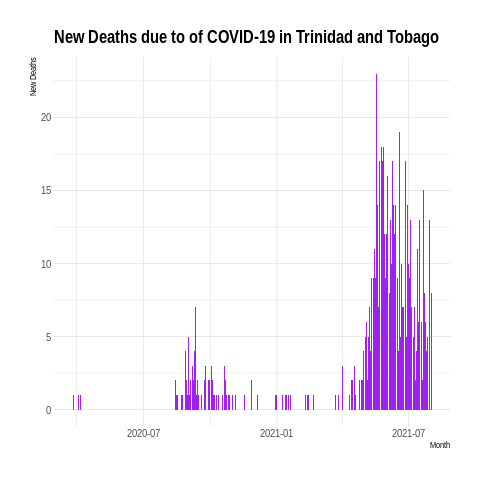 New Deaths due to of COVID-19 in Trinidad and Tobago
New Deaths
20
15
10
5
0
2020-07 2021-01 2021-07
Month